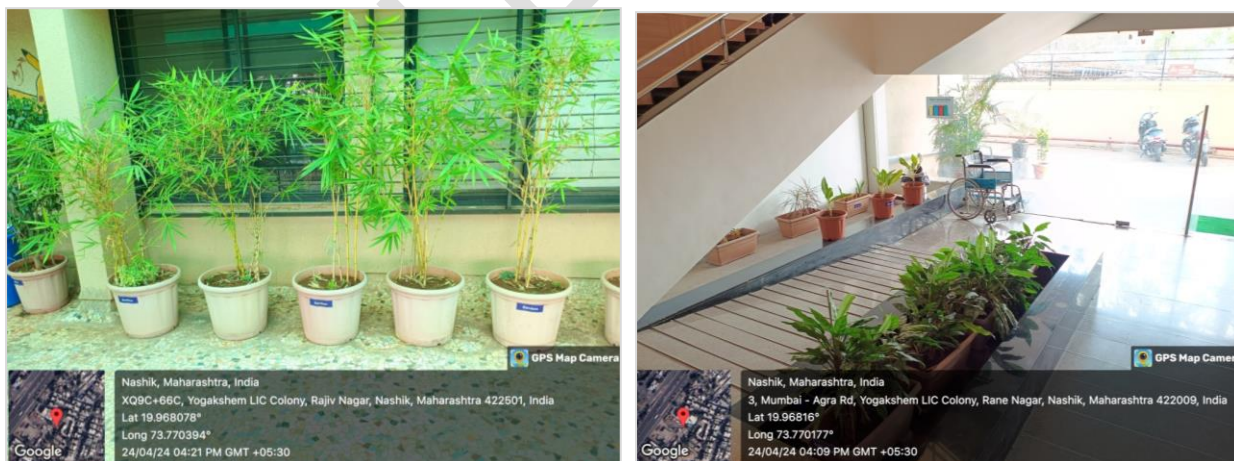 GPS Map Camera
Nashik, Maharashtra, India
XQ9C+66C, Yogakshem LIC Colony, Rajiv Nagar, Nashik, Maharashtra 422501, India
Lat 19.968078°
Long 73.770394°
24/04/24 04:21 PM GMT +05:30
Google
GPS Map Camera
Nashik, Maharashtra, India
3, Mumbai - Agra Rd, Yogakshem LIC Colony, Rane Nagar, Nashik, Maharashtra 422009, India
Lat 19.96816°
Long 73.770177°
24/04/24 04:09 PM GMT +05:30
Google